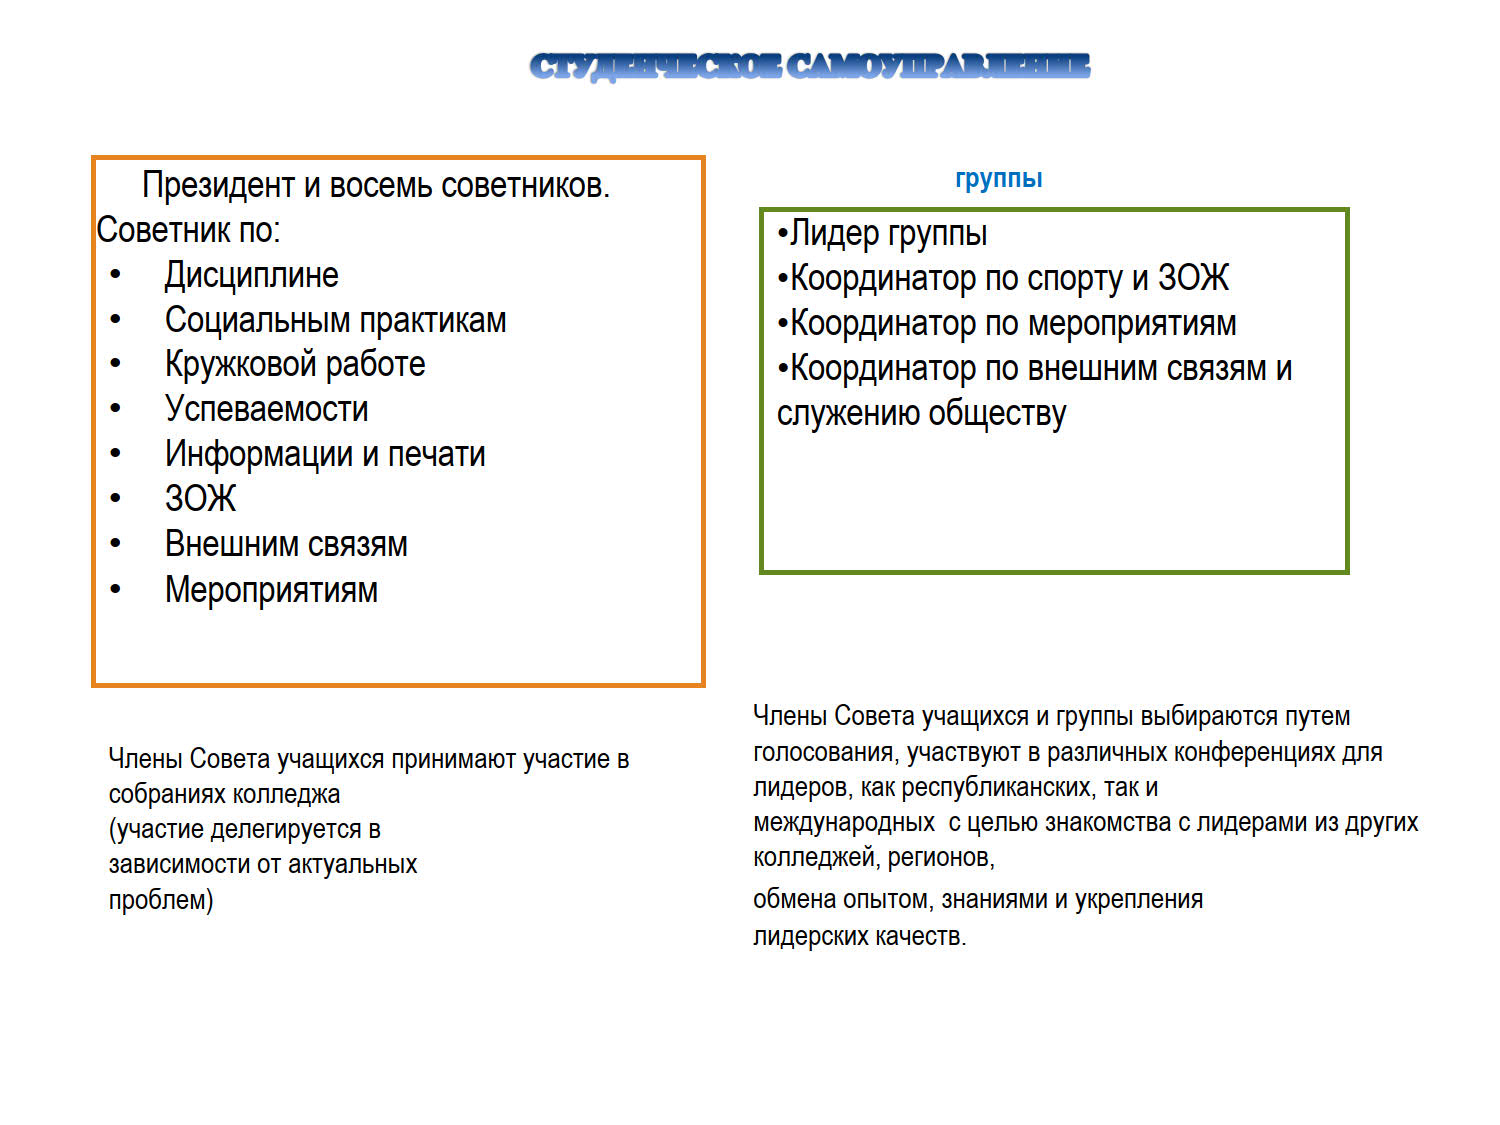 СТУДЕНЧЕСКОЕ САМОУПРАВЛЕНИЕ
Президент и восемь советников.
Советник по:
• Дисциплине
• Социальным практикам
• Кружковой работе
• Успеваемости
• Информации и печати
• ЗОЖ
• Внешним связям
• Мероприятиям
Члены Совета учащихся принимают участие в
собраниях колледжа
(участие делегируется в
зависимости от актуальных
проблем)
группы
•Лидер группы
•Координатор по спорту и ЗОЖ
•Координатор по мероприятиям
•Координатор по внешним связям и
служению обществу
Члены Совета учащихся и группы выбираются путем
голосования, участвуют в различных конференциях для
лидеров, как республиканских, так и
международных  с целью знакомства с лидерами из других
колледжей, регионов,
обмена опытом, знаниями и укрепления
лидерских качеств.